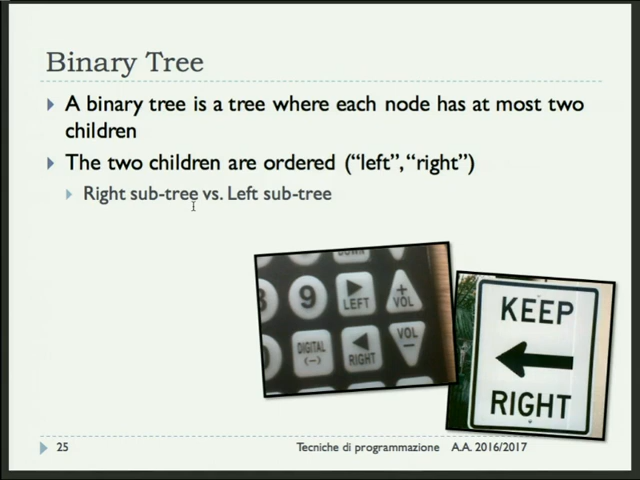 Binary Tree
A binary tree is a tree where each node has at most two
children
The two children are ordered (“left”, “right”)
Right sub-tree vs. Left sub-tree
DOWN
9
LEFT
+
VOL
DIGITAL
(–)
RIGHT
VOL
–
KEEP
RIGHT
25
Tecniche di programmazione A.A. 2016/2017